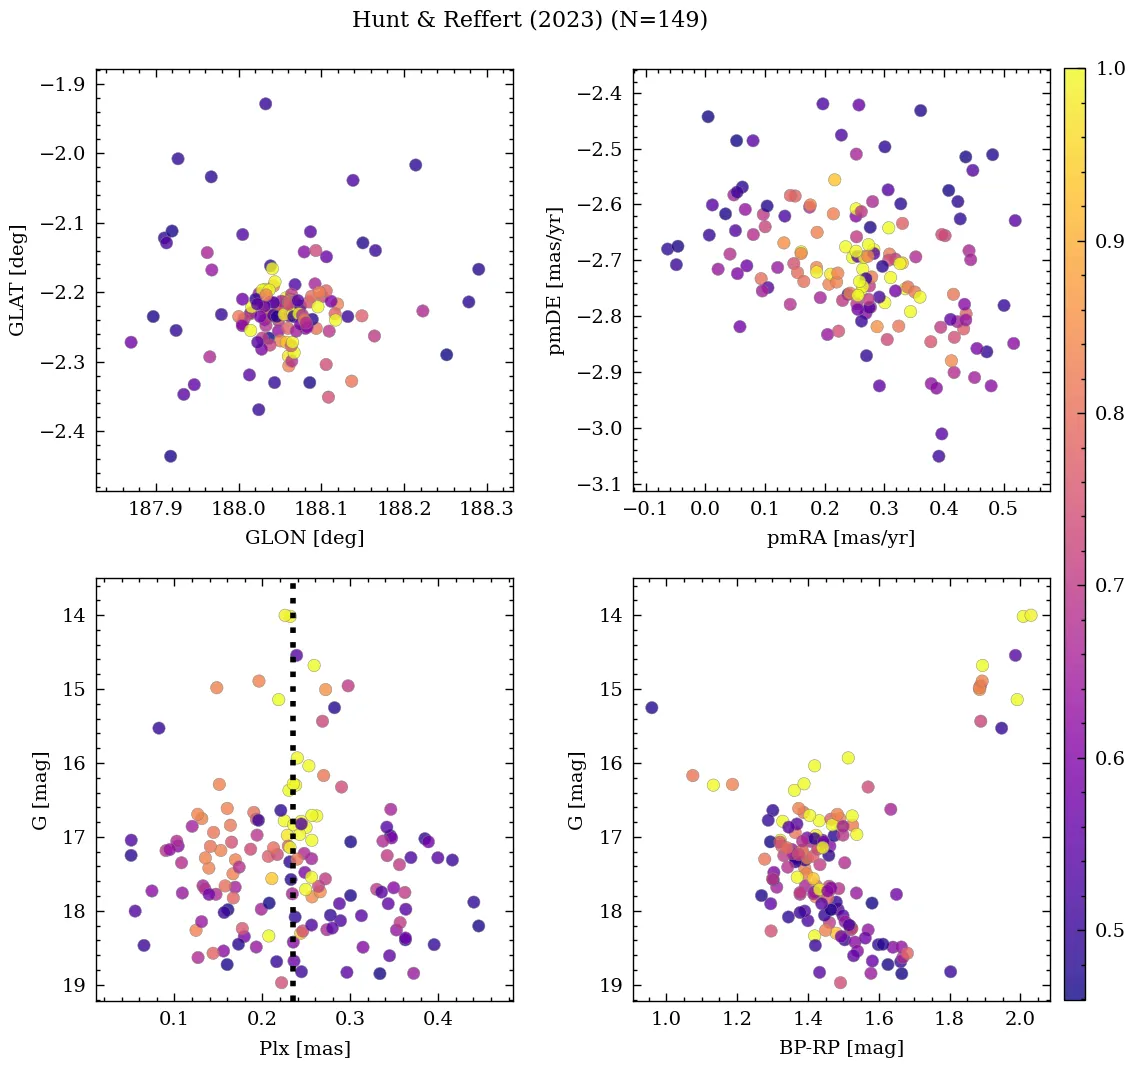 Hunt & Reffert (2023) (N=149)
−1.9
−2.0
−2.1
−2.2
−2.3
−2.4
GLAT [deg]
187.9 188.0 188.1 188.2 188.3
GLON [deg]
−2.4
−2.5
−2.6
−2.7
−2.8
−2.9
−3.0
−3.1
pmDE [mas/yr]
−0.1 0.0 0.1 0.2 0.3 0.4 0.5
pmRA [mas/yr]
14
15
16
17
18
19
G [mag]
0.1 0.2 0.3 0.4
Plx [mas]
14
15
16
17
18
19
G [mag]
1.0 1.2 1.4 1.6 1.8 2.0
BP-RP [mag]
1.0
0.9
0.8
0.7
0.6
0.5